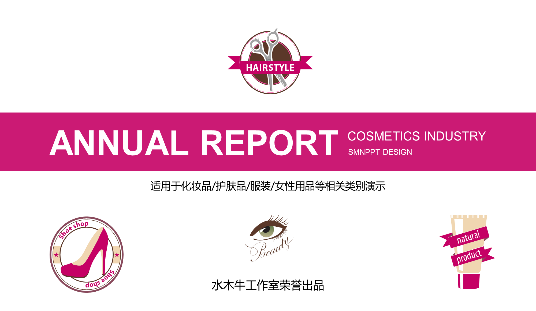 HAIRSTYLE
ANNUAL REPORT
COSMETICS INDUSTRY
SMNPPT DESIGN
适用于化妆品/护肤品/服装/女性用品等相关类别演示
Shoe shop
shoe shop
Beauty
natural
product
水木牛工作室荣誉出品